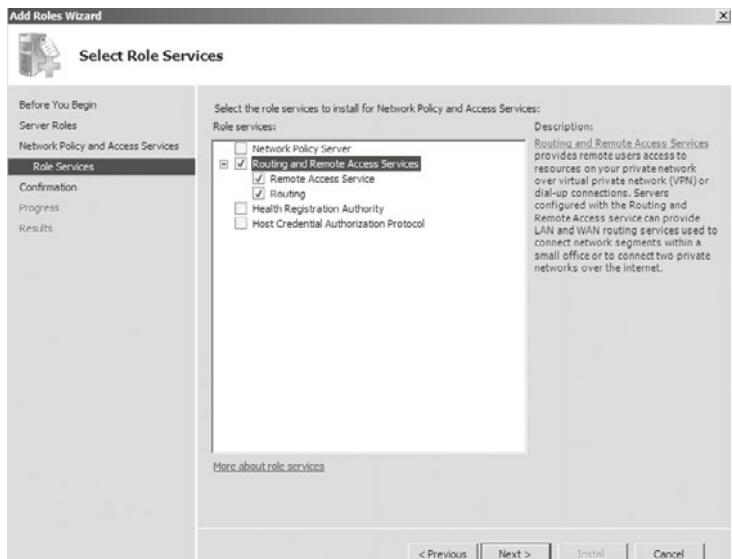 Add Roles Wizard
Select Role Services
Before You Begin
Server Roles
Network Policy and Access Services
Role Services
Confirmation
Progress
Results
Select the role services to install for Network Policy and Access Services:
Role services:
Network Policy Server
Routing and Remote Access Services
Remote Access Service
Routing
Health Registration Authority
Host Credential Authorization Protocol
More about role services
Description:
Routing and Remote Access Services
provides remote users access to
resources on your private network
over virtual private network (VPN) or
dial-up connections. Servers
configured with the Routing and
Remote Access service can provide
LAN and WAN routing services used to
connect network segments within a
small office or to connect two private
networks over the internet.
< Previous
Next >
Install
Cancel